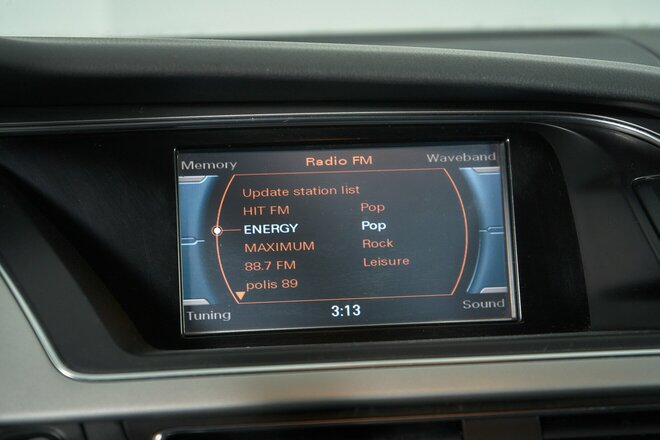 Memory Radio FM Waveband
Update station list
HIT FM Pop
ENERGY Pop
MAXIMUM Rock
88.7 FM Leisure
polis 89
Tuning 3:13 Sound